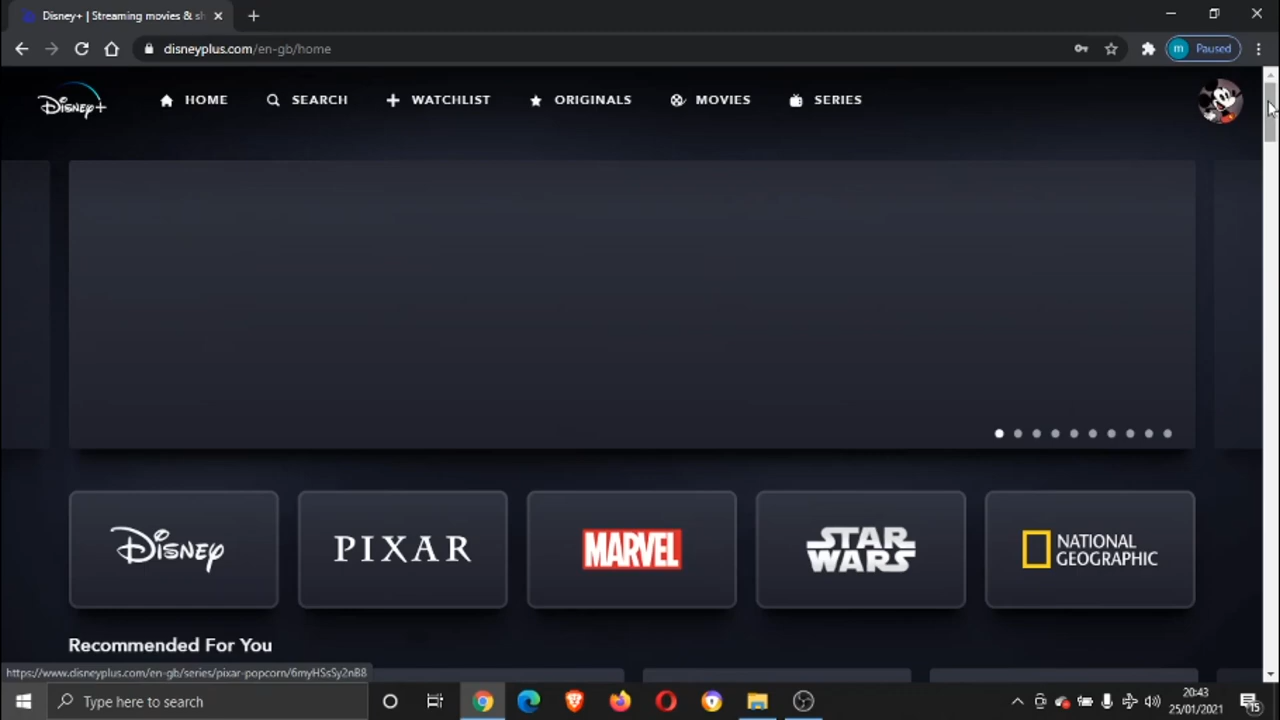 Disney+ | Streaming movies & sh
disneyplus.com/en-gb/home
m Paused
Disney+
HOME
SEARCH
WATCHLIST
ORIGINALS
MOVIES
SERIES
Disney
PIXAR
MARVEL
STAR
WARS
NATIONAL
GEOGRAPHIC
Recommended For You
https://www.disneyplus.com/en-gb/series/pixar-popcorn/6myHSsSy2nB8
Type here to search
20:43
25/01/2021
15